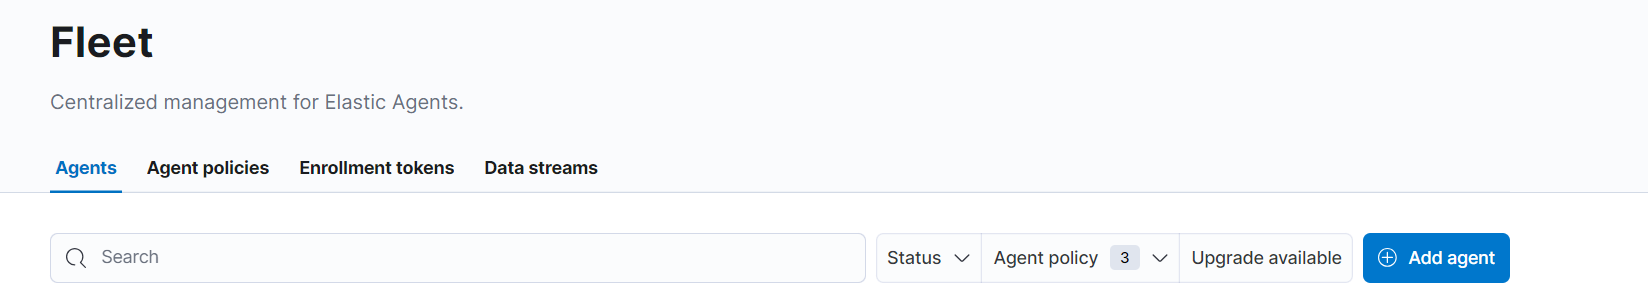 Fleet
Centralized management for Elastic Agents.
Agents Agent policies Enrollment tokens Data streams
Search Status Agent policy 3 Upgrade available Add agent